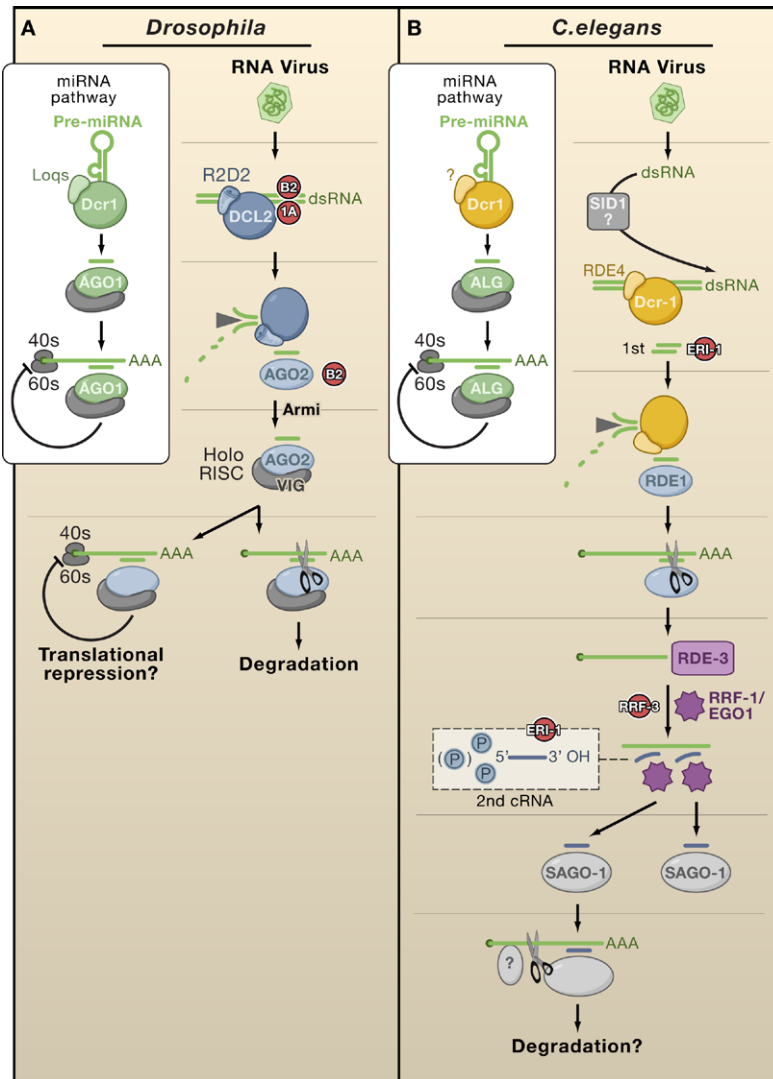 A
Drosophila
miRNA
pathway
Pre-miRNA
Loqs
Dcr1
AGO1
40s
AAA
60s
AGO1
RNA Virus
R2D2
B2
dsRNA
1A
DCL2
AGO2
B2
Armi
Holo
RISC
AGO2
VIG
40s
AAA
60s
Translational
repression?
AAA
Degradation
B
C.elegans
miRNA
pathway
Pre-miRNA
?
Dcr1
ALG
40s
AAA
60s
ALG
RNA Virus
dsRNA
SID1
?
RDE4
dsRNA
Dcr-1
1st
ERI-1
RDE1
AAA
RDE-3
RRF-3
RRF-1/
EGO1
ERI-1
(P)
P
P
5' 3' OH
2nd cRNA
SAGO-1
SAGO-1
AAA
?
Degradation?